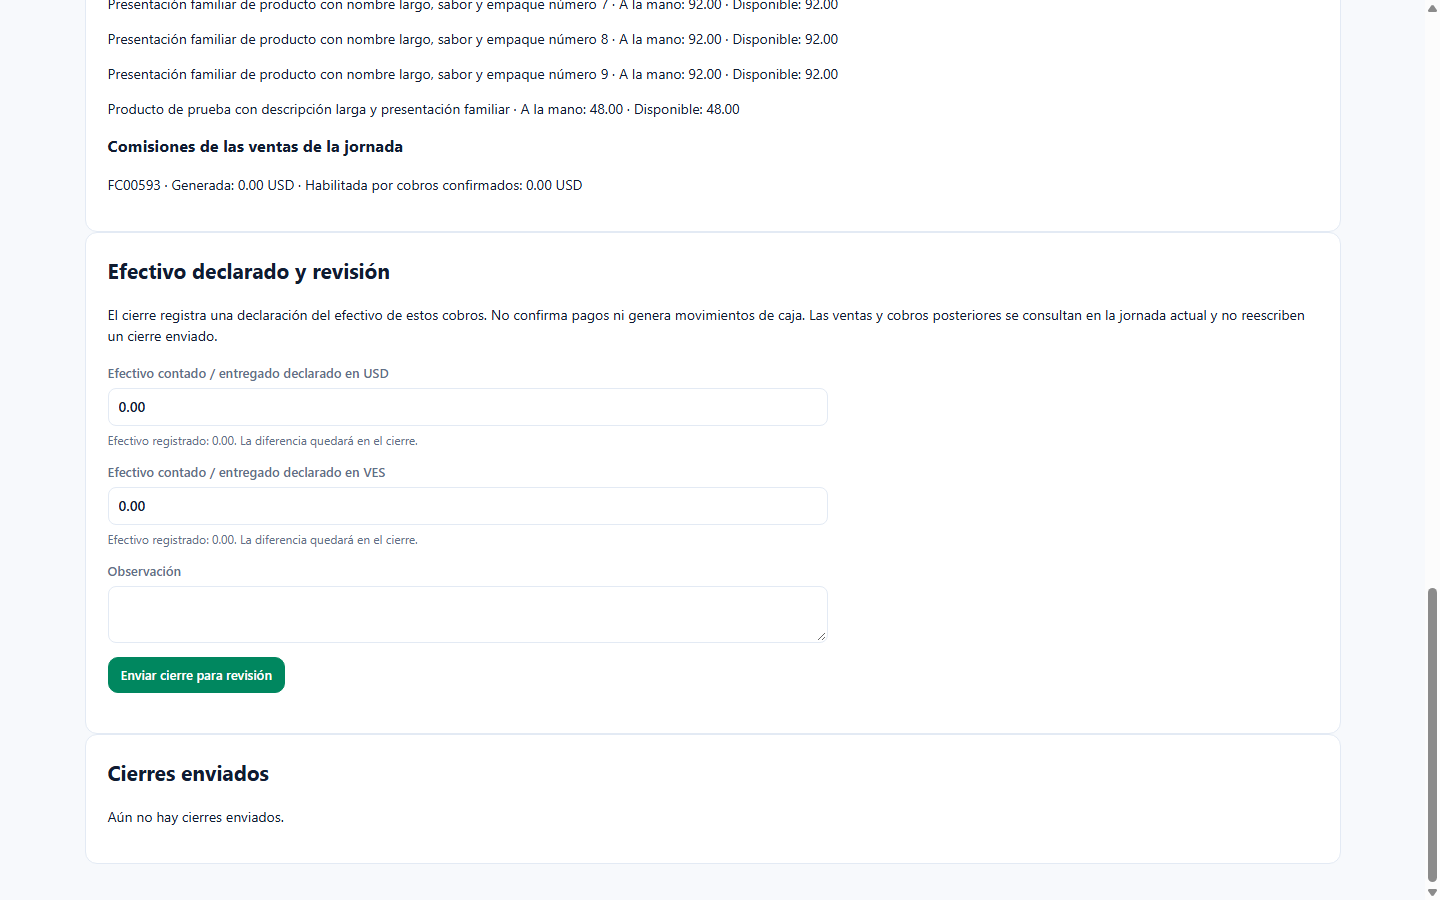 Presentación familiar de producto con nombre largo, sabor y empaque número 7 · A la mano: 92.00 · Disponible: 92.00
Presentación familiar de producto con nombre largo, sabor y empaque número 8 · A la mano: 92.00 · Disponible: 92.00
Presentación familiar de producto con nombre largo, sabor y empaque número 9 · A la mano: 92.00 · Disponible: 92.00
Producto de prueba con descripción larga y presentación familiar · A la mano: 48.00 · Disponible: 48.00
Comisiones de las ventas de la jornada
FC00593 · Generada: 0.00 USD · Habilitada por cobros confirmados: 0.00 USD
Efectivo declarado y revisión
El cierre registra una declaración del efectivo de estos cobros. No confirma pagos ni genera movimientos de caja. Las ventas y cobros posteriores se consultan en la jornada actual y no reescriben
un cierre enviado.
Efectivo contado / entregado declarado en USD
0.00
Efectivo registrado: 0.00. La diferencia quedará en el cierre.
Efectivo contado / entregado declarado en VES
0.00
Efectivo registrado: 0.00. La diferencia quedará en el cierre.
Observación
Enviar cierre para revisión
Cierres enviados
Aún no hay cierres enviados.